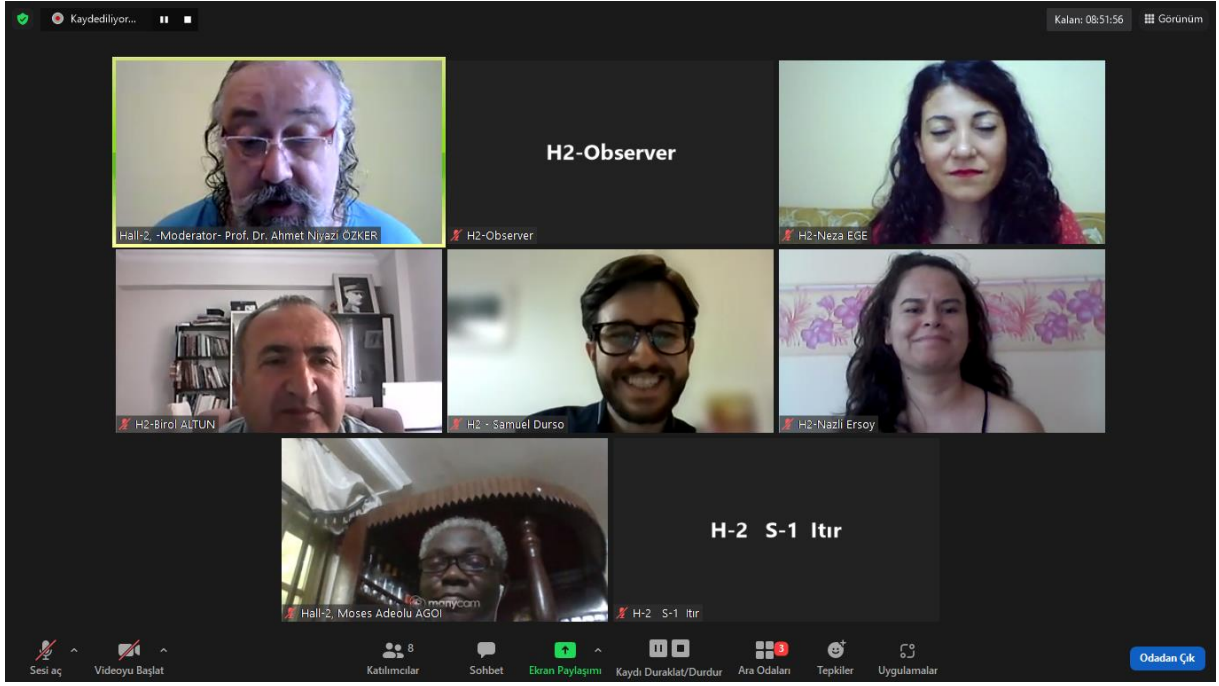 Kaydediliyor...
Kalan: 08:51:56
Görünüm
Hall-2, -Moderator- Prof. Dr. Ahmet Niyazi ÖZKER
H2-Observer
H2-Observer
H2-Neza EGE
H2-Birol ALTUN
H2 - Samuel Durso
H2-Nazlı Ersoy
manycam
Hall-2, Moses Adeolu AGOI
H-2 S-1 Itır
H-2 S-1 Itır
Sesi aç
Videoyu Başlat
8
Katılımcılar
Sohbet
Ekran Paylaşımı
Kaydı Duraklat/Durdur
3
Ara Odaları
Tepkiler
Uygulamalar
Odadan Çık